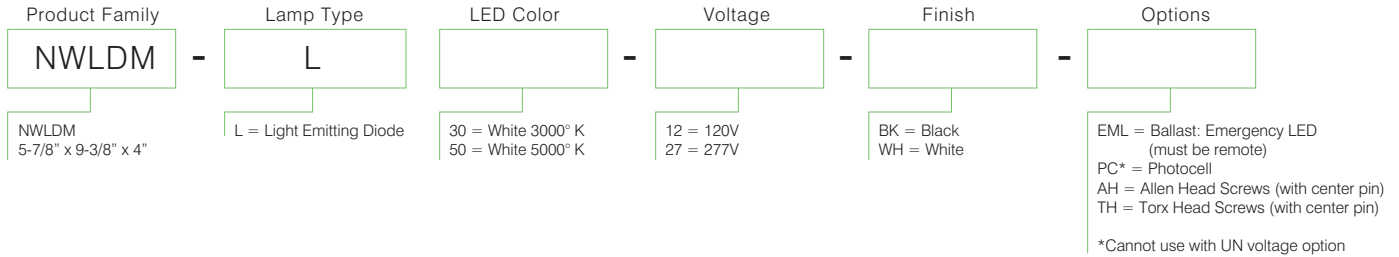 Product Family
Lamp Type
LED Color
Voltage
Finish
Options
NWLDM - L - - -
NWLDM
5-7/8” x 9-3/8” x 4”
L = Light Emitting Diode
30 = White 3000° K
50 = White 5000° K
12 = 120V
27 = 277V
BK = Black
WH = White
EML = Ballast: Emergency LED
(must be remote)
PC* = Photocell
AH = Allen Head Screws (with center pin)
TH = Torx Head Screws (with center pin)
*Cannot use with UN voltage option